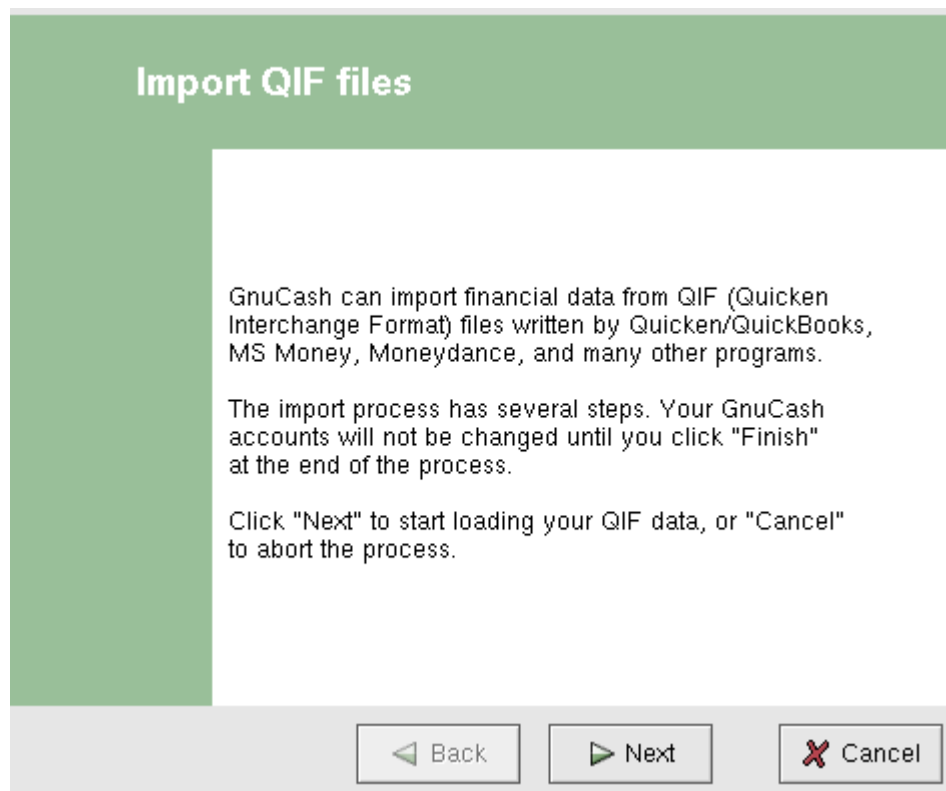 Import QIF files
GnuCash can import financial data from QIF (Quicken
Interchange Format) files written by Quicken/QuickBooks,
MS Money, Moneydance, and many other programs.
The import process has several steps. Your GnuCash
accounts will not be changed until you click "Finish"
at the end of the process.
Click "Next" to start loading your QIF data, or "Cancel"
to abort the process.
Back Next Cancel